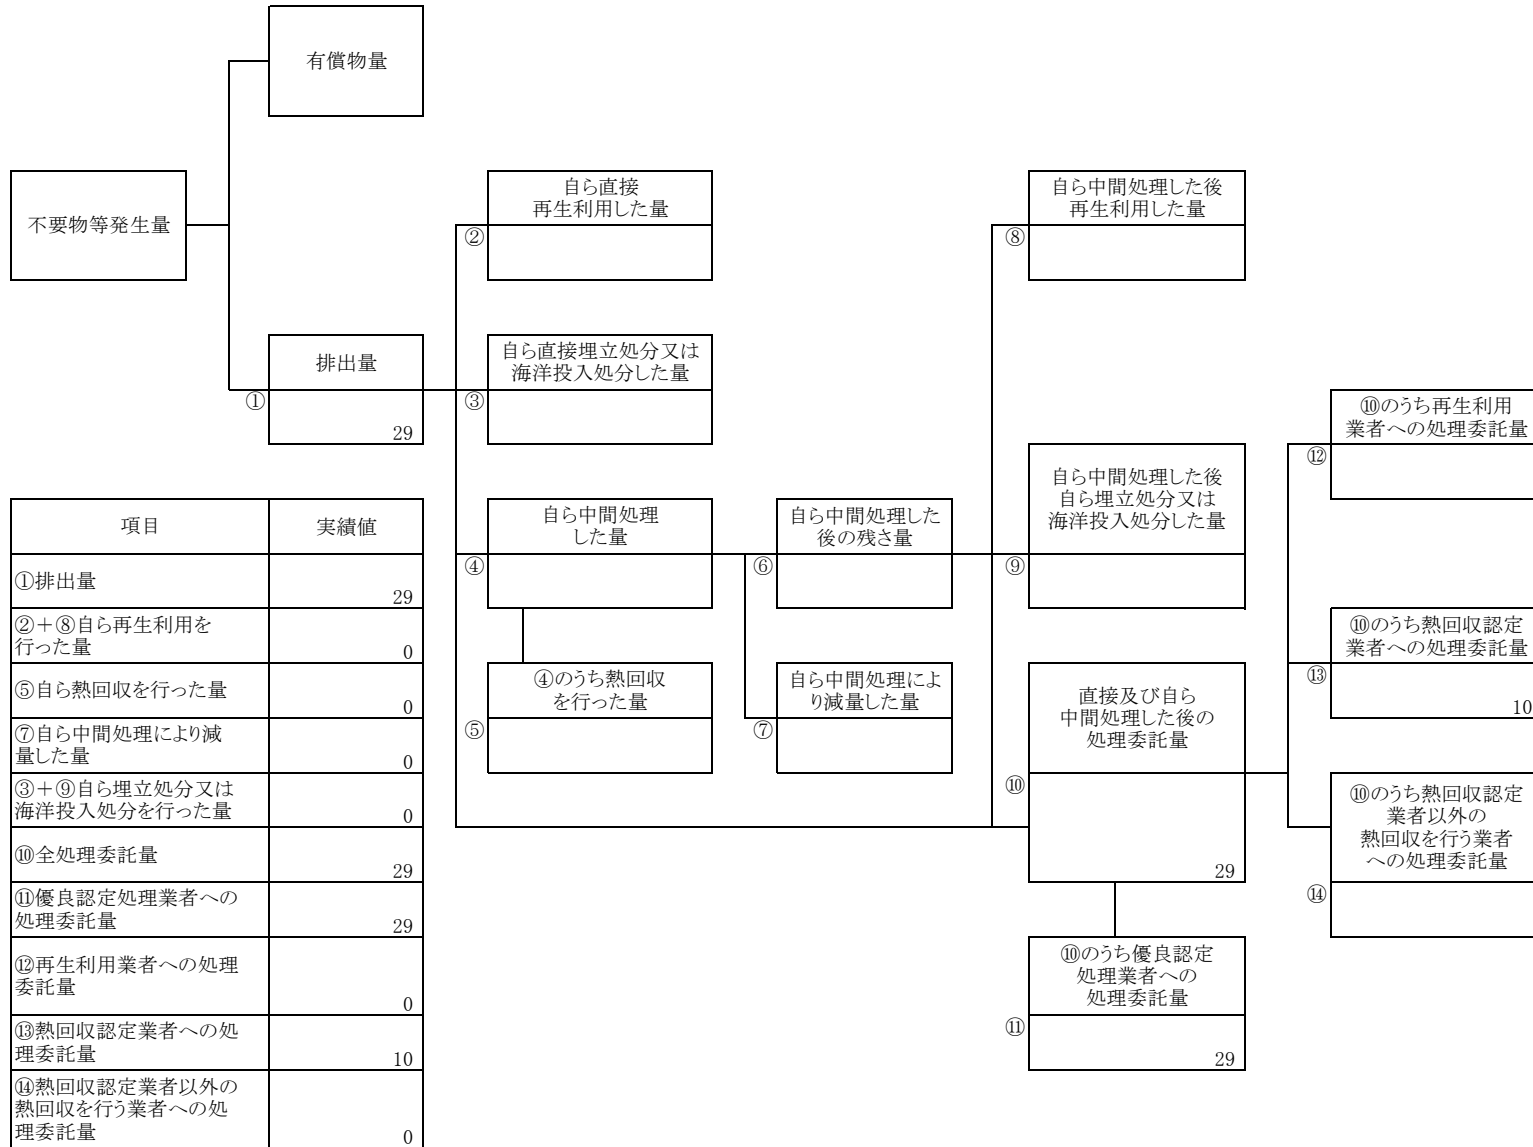 有償物量
不要物等発生量
自ら直接
再生利用した量
②
自ら中間処理した後
再生利用した量
⑧
排出量
①
29
自ら直接埋立処分又は
海洋投入処分した量
③
⑩のうち再生利用
業者への処理委託量
⑫
自ら中間処理
した量
④
自ら中間処理した
後の残さ量
⑥
自ら中間処理した後
自ら埋立処分又は
海洋投入処分した量
⑨
⑩のうち熱回収認定
業者への処理委託量
⑬
10
④のうち熱回収
を行った量
⑤
自ら中間処理によ
り減量した量
⑦
直接及び自ら
中間処理した後の
処理委託量
⑩
29
⑩のうち熱回収認定
業者以外の
熱回収を行う業者
への処理委託量
⑭
⑩のうち優良認定
処理業者への
処理委託量
⑪
29
項目 実績値
①排出量 29
②＋⑧自ら再生利用を
行った量 0
⑤自ら熱回収を行った量 0
⑦自ら中間処理により減
量した量 0
③＋⑨自ら埋立処分又は
海洋投入処分を行った量 0
⑩全処理委託量 29
⑪優良認定処理業者への
処理委託量 29
⑫再生利用業者への処理
委託量 0
⑬熱回収認定業者への処
理委託量 10
⑭熱回収認定業者以外の
熱回収を行う業者への処
理委託量 0